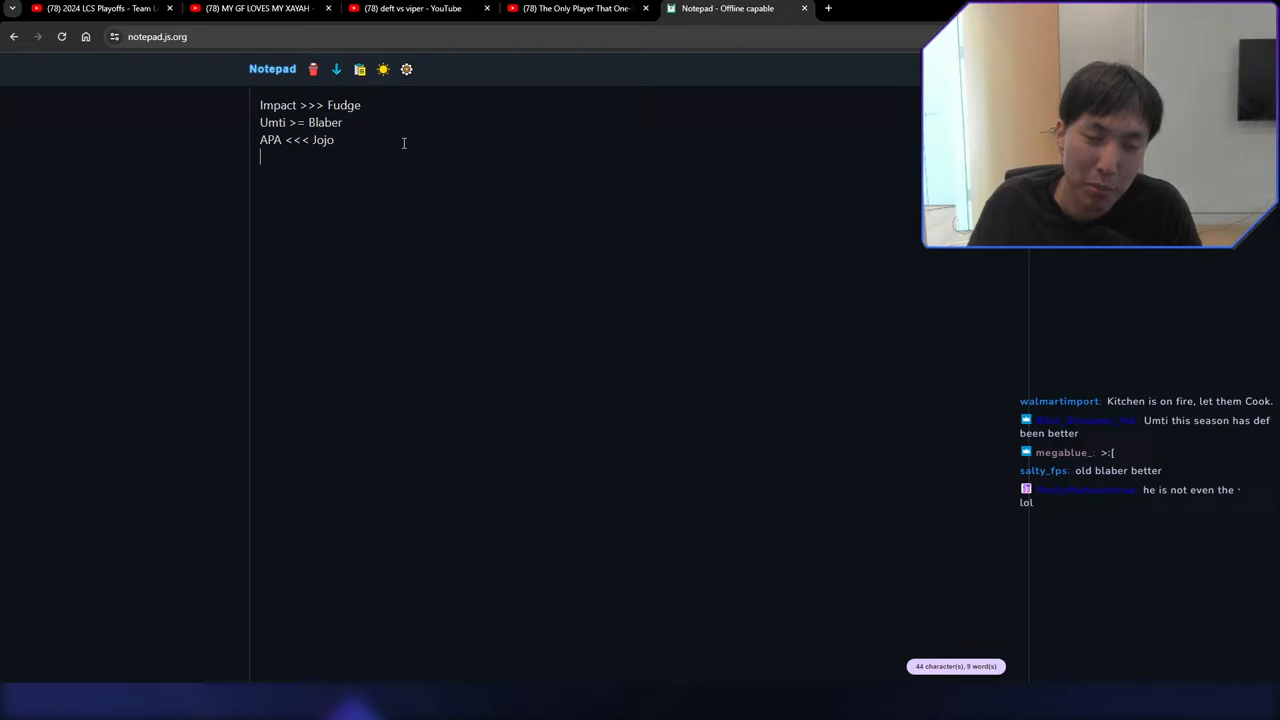 (78) 2024 LCS Playoffs - Team L
(78) MY GF LOVES MY XAYAH -
(78) deft vs viper - YouTube
(78) The Only Player That One-
Notepad - Offline capable
notepad.js.org
Notepad
Impact >>> Fudge
Umti >= Blaber
APA <<< Jojo
walmartimport: Kitchen is on fire, let them Cook.
Umti this season has def
been better
megablue_: >:[
salty_fps: old blaber better
he is not even the
lol
44 character(s), 9 word(s)